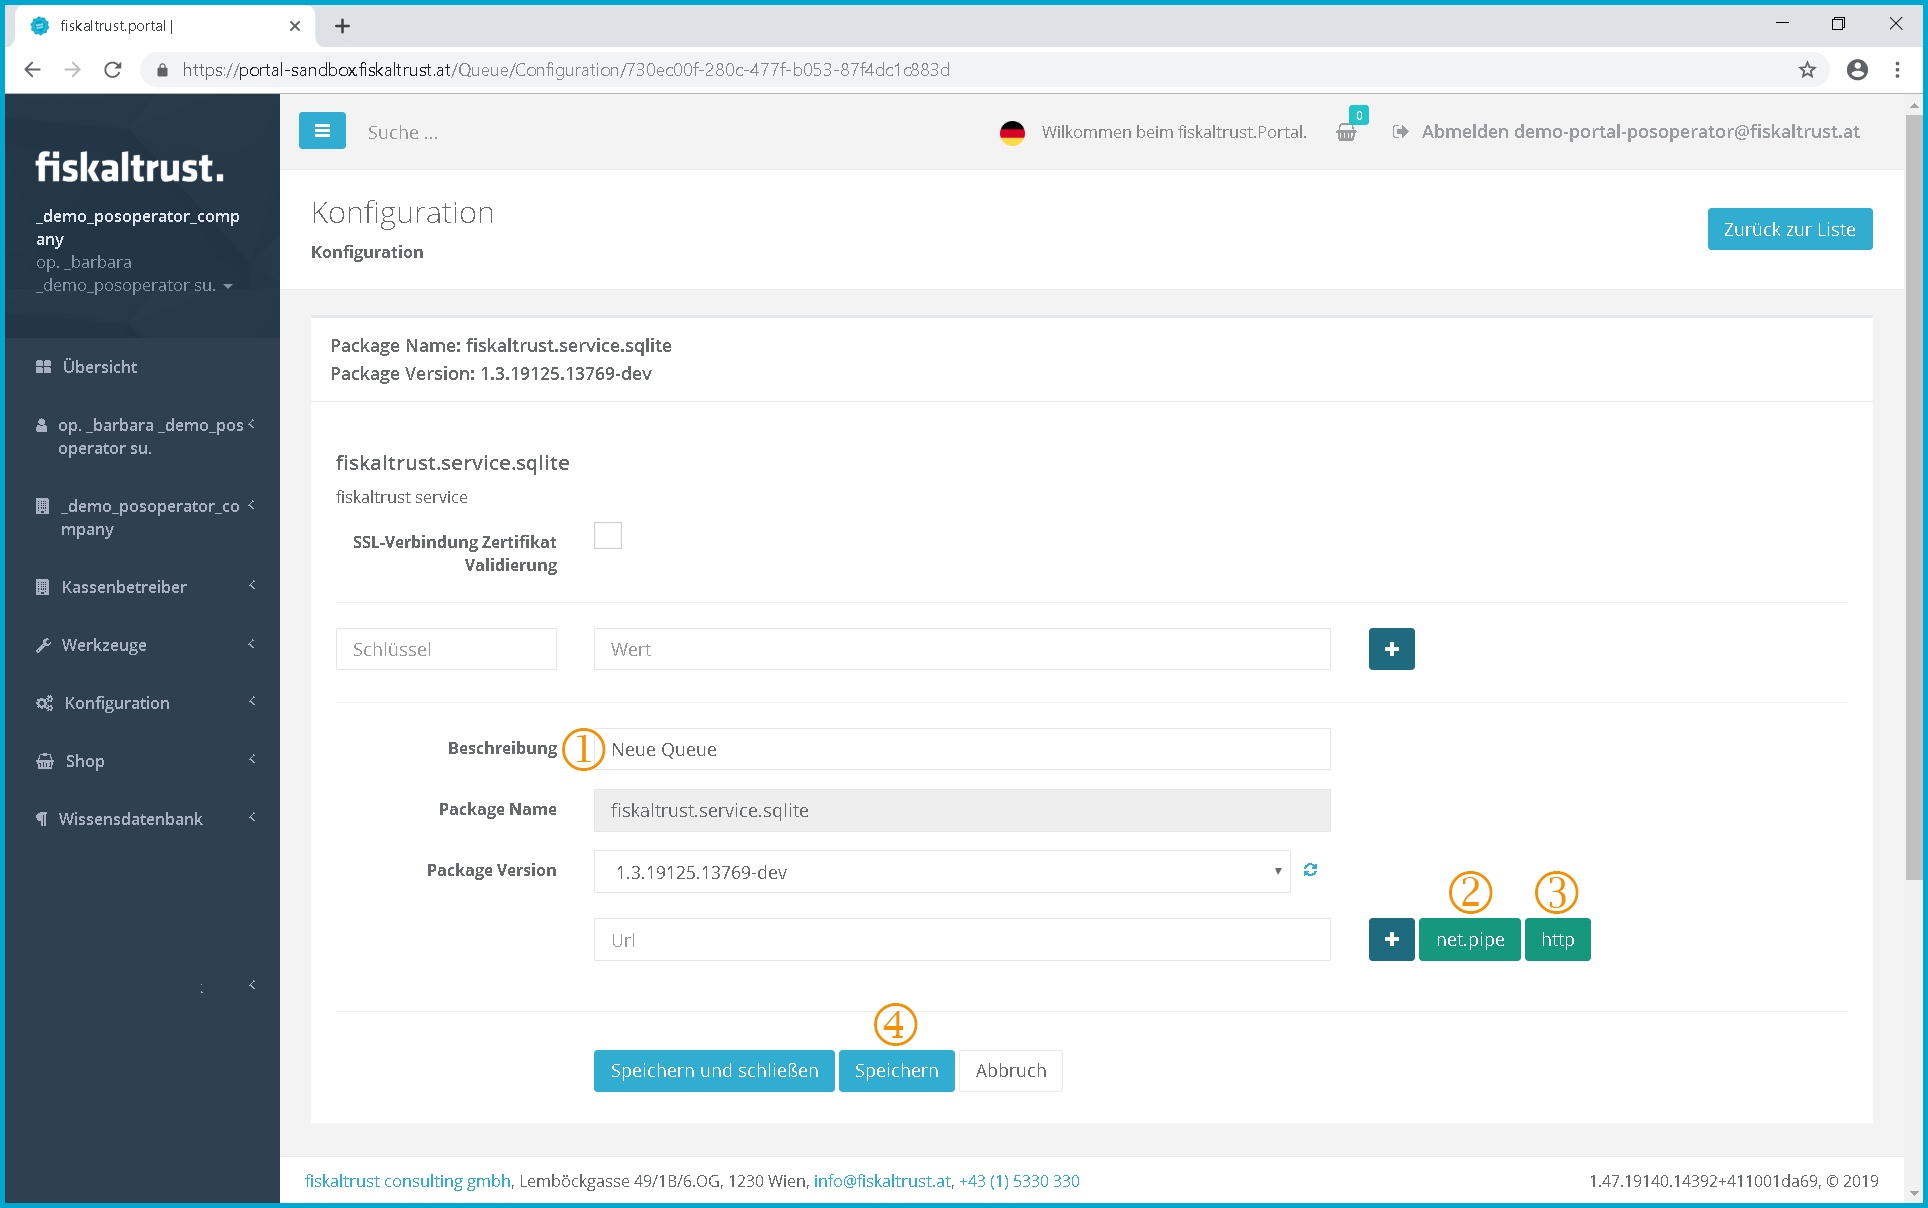 fiskaltrust.portal |
https://portal-sandbox.fiskaltrust.at/Queue/Configuration/730ec00f-280c-477f-b053-87f4dc1c883d
fiskaltrust.
_demo_posoperator_comp
any
op. _barbara
_demo_posoperator su.
Übersicht
op. _barbara _demo_pos
operator su.
_demo_posoperator_co
mpany
Kassenbetreiber
Werkzeuge
Konfiguration
Shop
Wissensdatenbank
Suche ...
Wilkommen beim fiskaltrust.Portal.
0
Abmelden demo-portal-posoperator@fiskaltrust.at
Konfiguration
Konfiguration
Zurück zur Liste
Package Name: fiskaltrust.service.sqlite
Package Version: 1.3.19125.13769-dev
fiskaltrust.service.sqlite
fiskaltrust service
SSL-Verbindung Zertifikat
Validierung
Schlüssel
Wert
Beschreibung
1
Neue Queue
Package Name
fiskaltrust.service.sqlite
Package Version
1.3.19125.13769-dev
2
3
Url
net.pipe
http
4
Speichern und schließen
Speichern
Abbruch
fiskaltrust consulting gmbh, Lemböckgasse 49/1B/6.OG, 1230 Wien, info@fiskaltrust.at, +43 (1) 5330 330
1.47.19140.14392+411001da69, © 2019